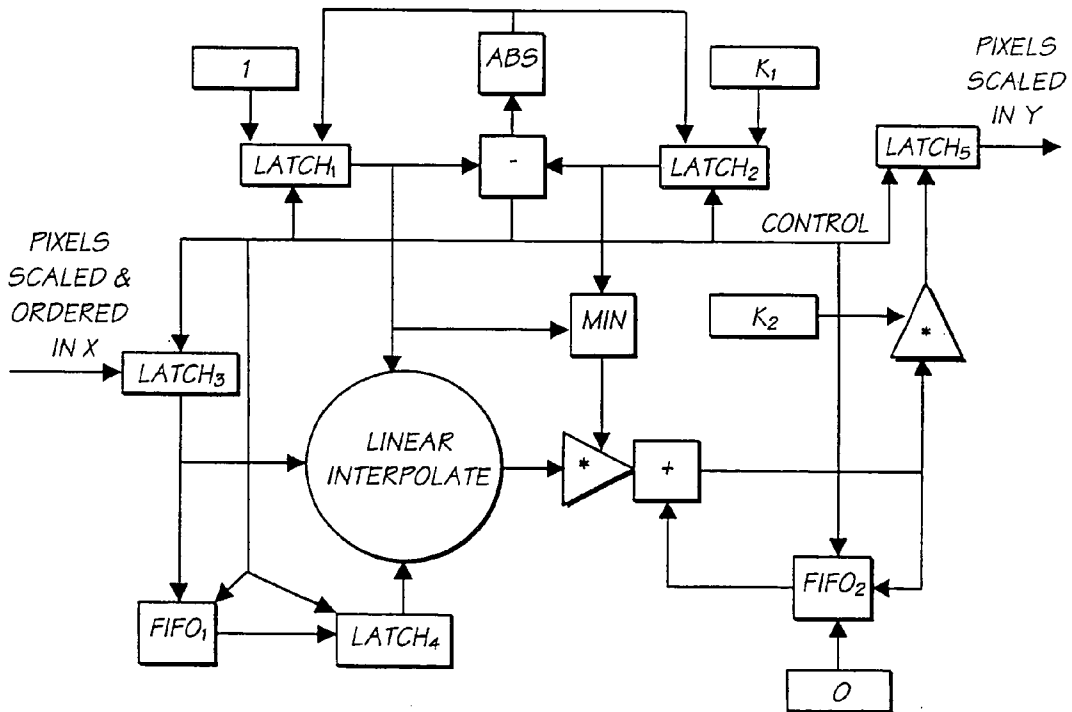 ABS
1
K₁
PIXELS
SCALED
IN Y
LATCH₁
-
LATCH₂
LATCH₅
CONTROL
PIXELS
SCALED &
ORDERED
IN X
MIN
K₂
*
LATCH₃
LINEAR
INTERPOLATE
*
+
FIFO₂
FIFO₁
LATCH₄
0